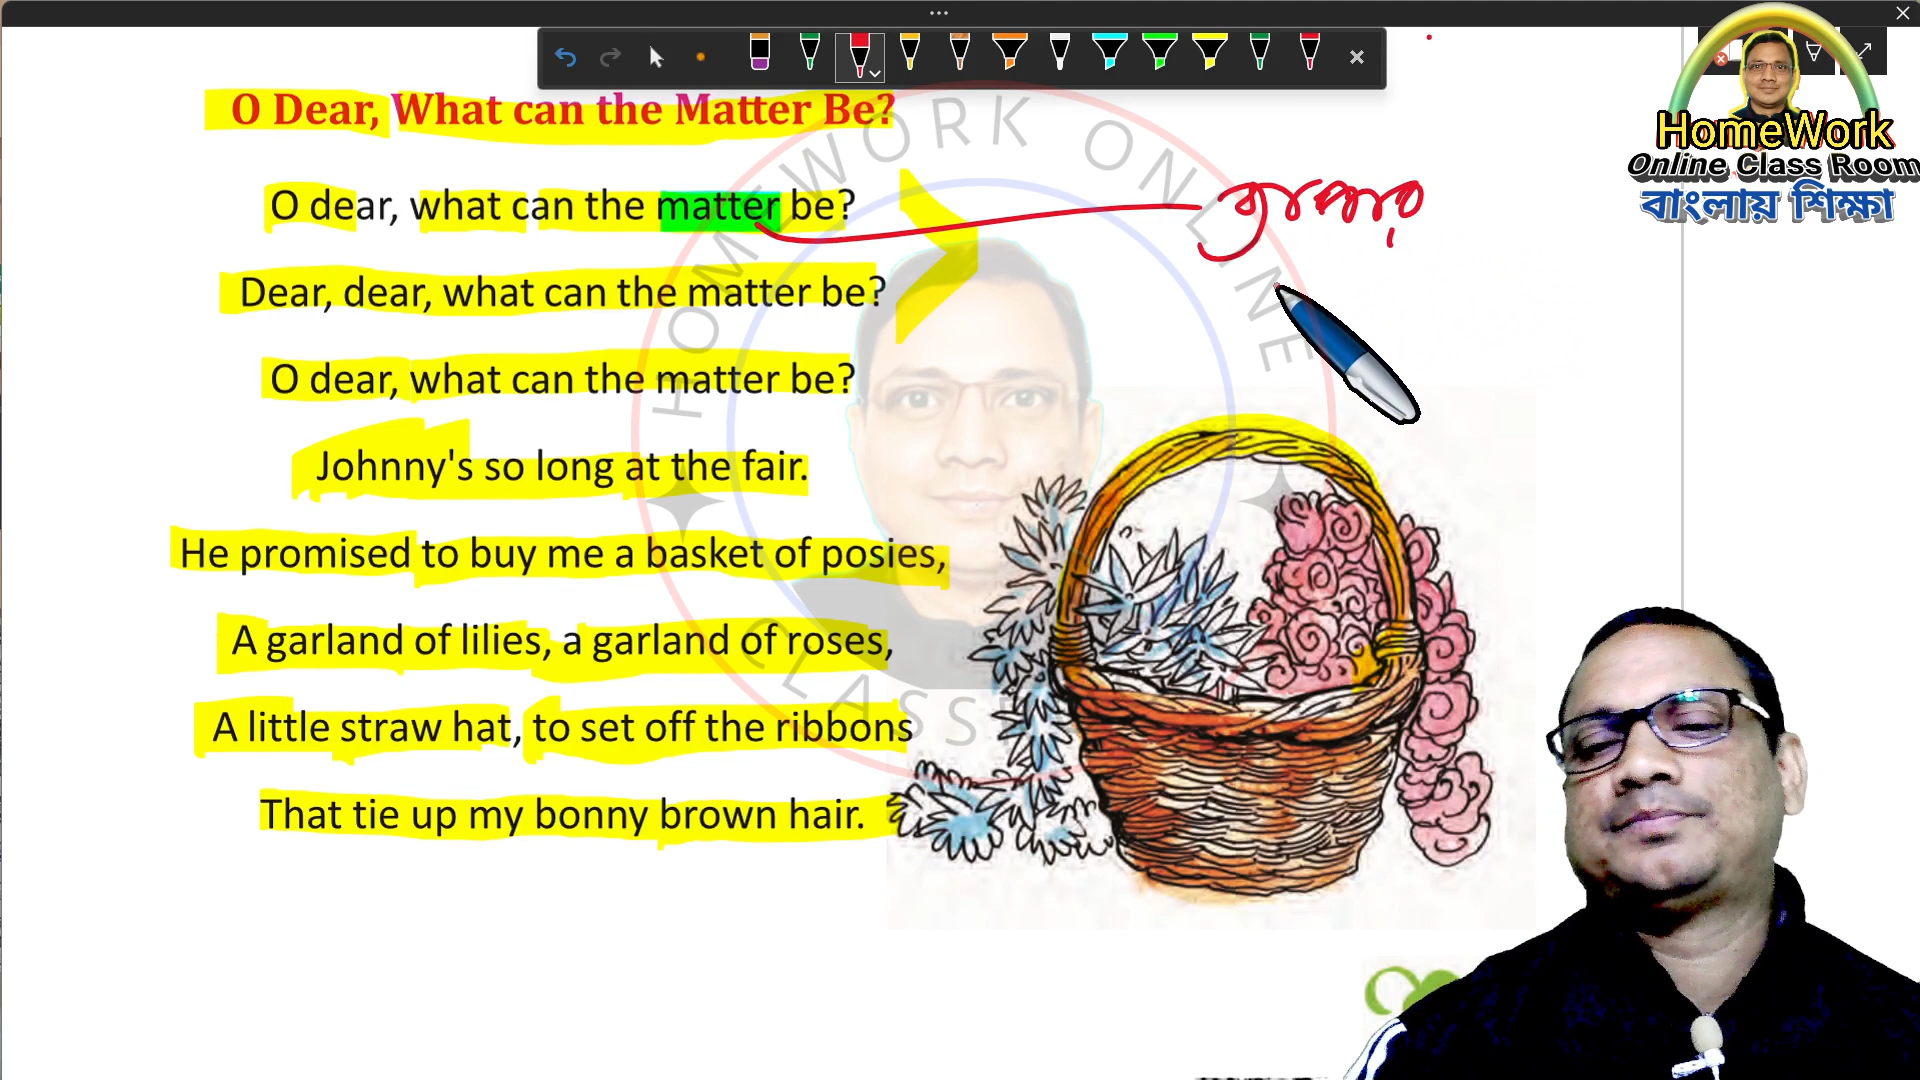 O Dear, What can the Matter Be?
O dear, what can the matter be?
ব্যাপার
Dear, dear, what can the matter be?
O dear, what can the matter be?
Johnny's so long at the fair.
He promised to buy me a basket of posies,
A garland of lilies, a garland of roses,
A little straw hat, to set off the ribbons
That tie up my bonny brown hair.
HOMEWORK ONLINE
CLASS
HomeWork
Online Class Room
বাংলায় শিক্ষা